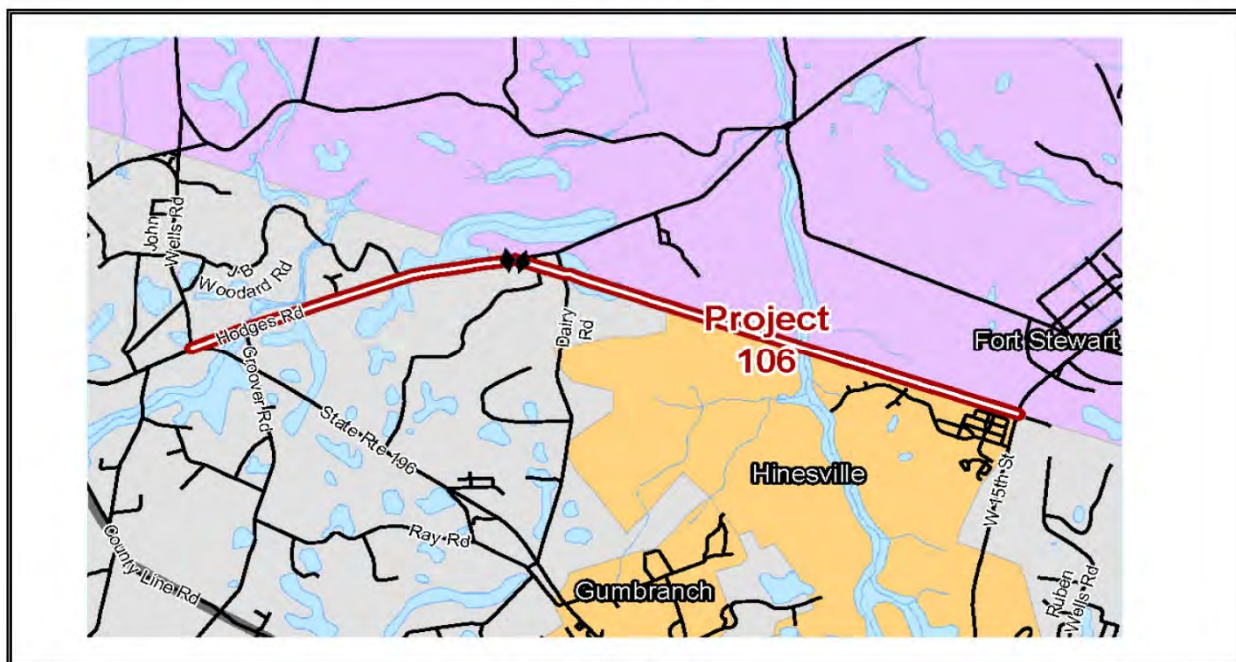 John
Wells Rd
J B
Woodard Rd
Hodges Rd
Groover Rd
State Rte 196
Dairy
Rd
Project
106
Fort Stewart
Hinesville
W 15th St
Ray Rd
County Line Rd
Gumbranch
Ruben
Wells Rd